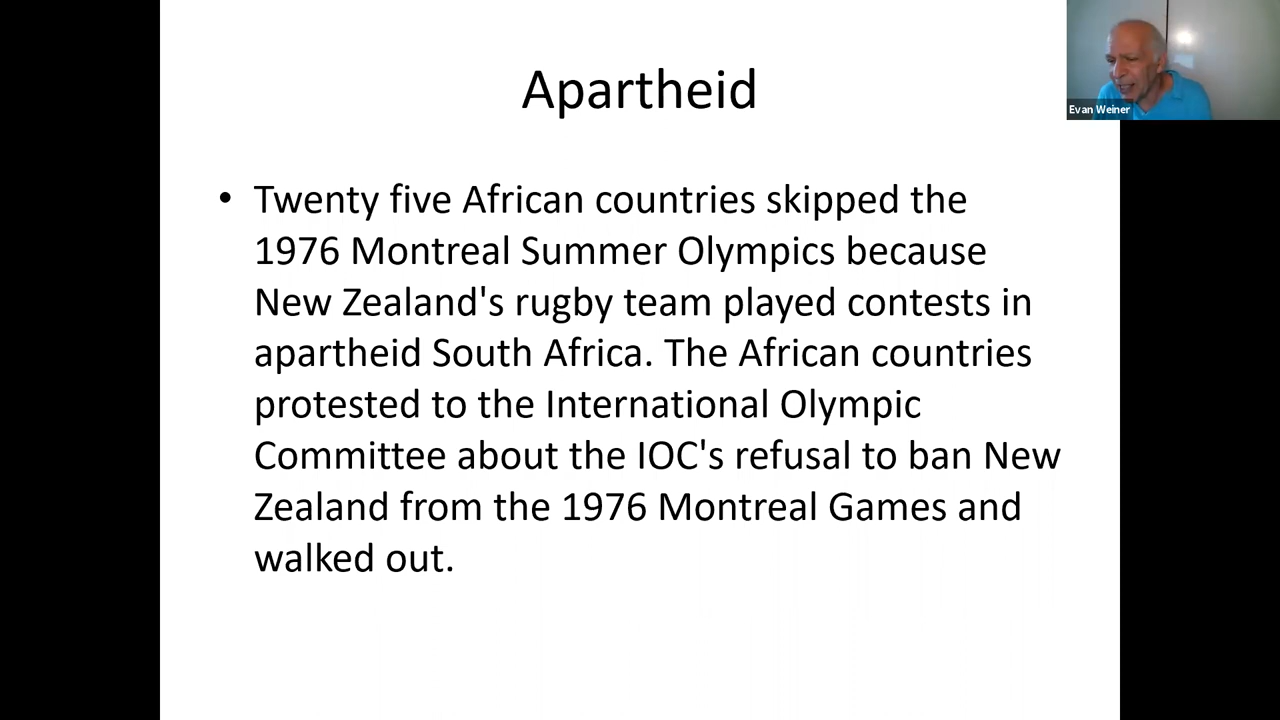 Apartheid
Evan Weiner
• Twenty five African countries skipped the
1976 Montreal Summer Olympics because
New Zealand's rugby team played contests in
apartheid South Africa. The African countries
protested to the International Olympic
Committee about the IOC's refusal to ban New
Zealand from the 1976 Montreal Games and
walked out.